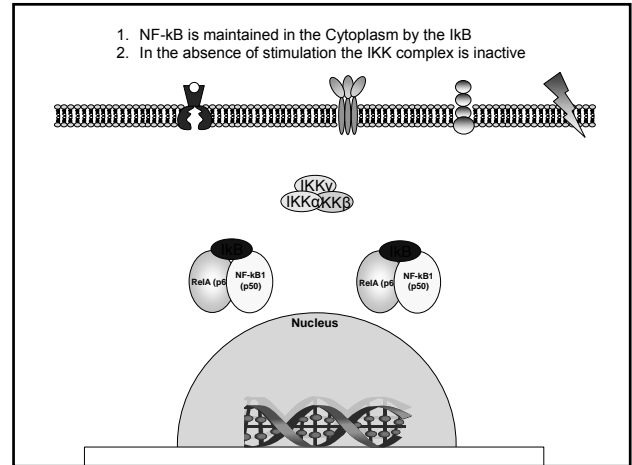 1. NF-kB is maintained in the Cytoplasm by the IkB
2. In the absence of stimulation the IKK complex is inactive
IKKγ
IKKα KKβ
IkB
IkB
RelA (p6
NF-kB1
(p50)
RelA (p6
NF-kB1
(p50)
Nucleus